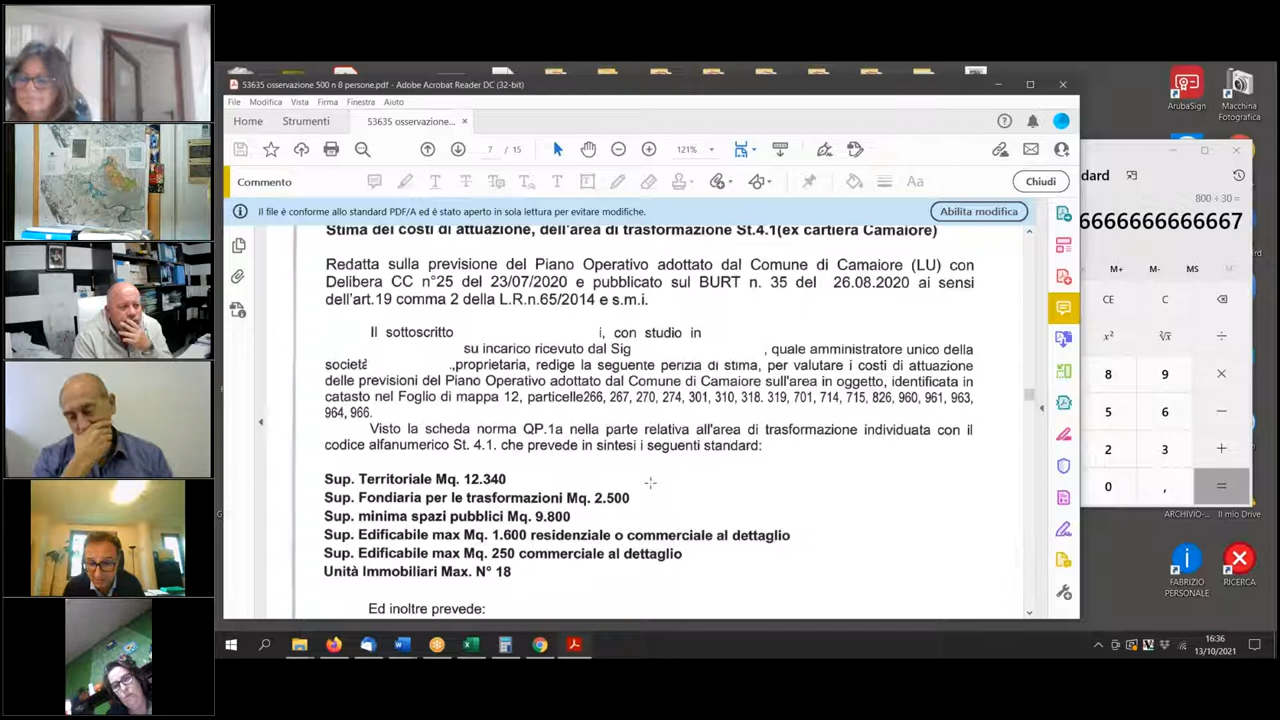 53635 osservazione 500 n 8 persone.pdf - Adobe Acrobat Reader DC (32-bit)
File Modifica Vista Firma Finestra Aiuto
Home Strumenti 53635 osservazione... ×
7 / 15 121%
Commento
Chiudi
Il file è conforme allo standard PDF/A ed è stato aperto in sola lettura per evitare modifiche.
Abilita modifica
Stima dei costi di attuazione, dell'area di trasformazione St.4.1(ex cartiera Camaiore)
Redatta sulla previsione del Piano Operativo adottato dal Comune di Camaiore (LU) con
Delibera CC n°25 del 23/07/2020 e pubblicato sul BURT n. 35 del 26.08.2020 ai sensi
dell'art.19 comma 2 della L.R.n.65/2014 e s.m.i.
Il sottoscritto i, con studio in
su incarico ricevuto dal Sig , quale amministratore unico della
società .,proprietaria, redige la seguente perizia di stima, per valutare i costi di attuazione
delle previsioni del Piano Operativo adottato dal Comune di Camaiore sull'area in oggetto, identificata in
catasto nel Foglio di mappa 12, particelle266, 267, 270, 274, 301, 310, 318. 319, 701, 714, 715, 826, 960, 961, 963,
964, 966.
Visto la scheda norma QP.1a nella parte relativa all'area di trasformazione individuata con il
codice alfanumerico St. 4.1. che prevede in sintesi i seguenti standard:
Sup. Territoriale Mq. 12.340
Sup. Fondiaria per le trasformazioni Mq. 2.500
Sup. minima spazi pubblici Mq. 9.800
Sup. Edificabile max Mq. 1.600 residenziale o commerciale al dettaglio
Sup. Edificabile max Mq. 250 commerciale al dettaglio
Unità Immobiliari Max. N° 18
Ed inoltre prevede:
ArubaSign
Macchina
Fotografica
dard
800 ÷ 30 =
6666666666667
M+ M- MS
CE C
x² ²√x ÷
8 9 ×
5 6 −
2 3 +
0 , =
ARCHIVIO-... Il mio Drive
FABRIZIO
PERSONALE
RICERCA
16:36
13/10/2021